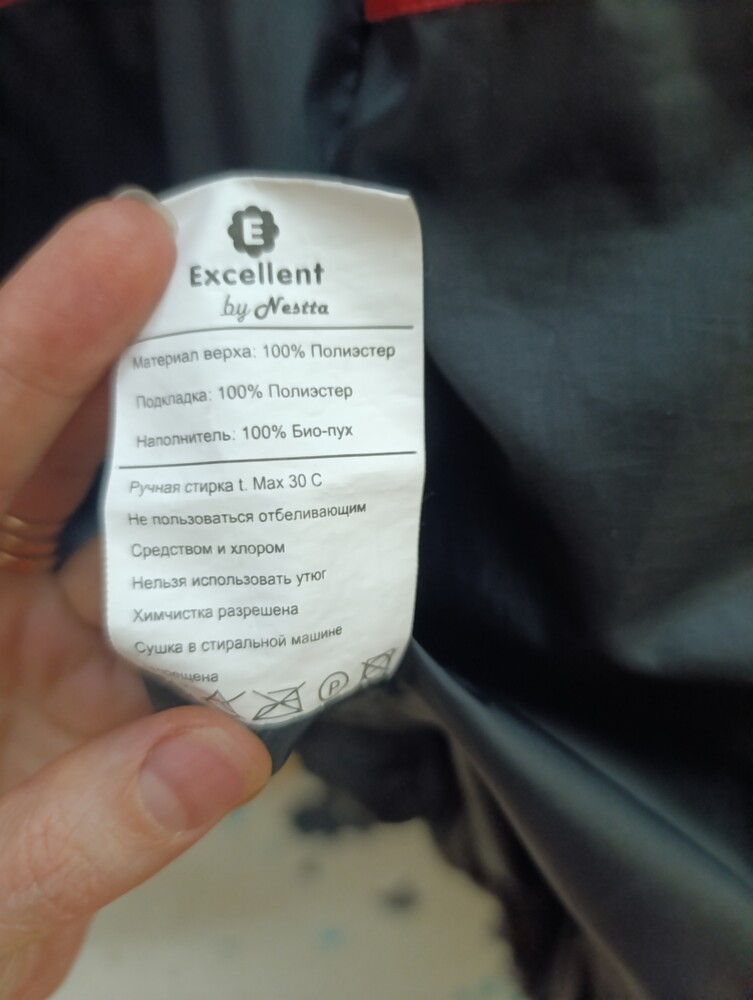 E
Excellent
by Nestta
Материал верха: 100% Полиэстер
Подкладка: 100% Полиэстер
Наполнитель: 100% Био-пух
Ручная стирка t. Max 30 C
Не пользоваться отбеливающим
Средством и хлором
Нельзя использовать утюг
Химчистка разрешена
Сушка в стиральной машине
P